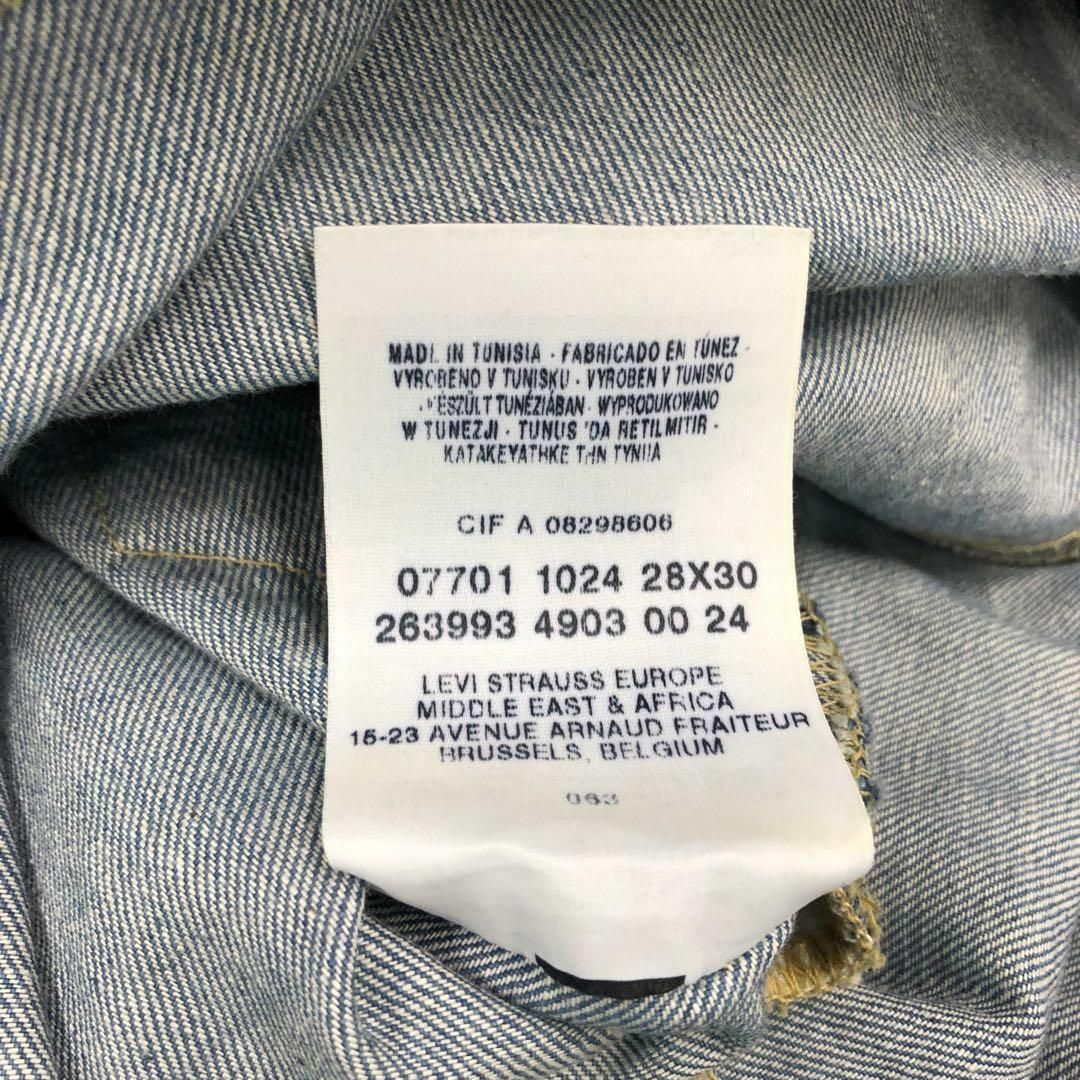 MADE IN TUNISIA - FABRICADO EN TÚNEZ -
VYROBENO V TUNISKU - VYROBEN V TUNISKO
- KÉSZÜLT TUNÉZIÁBAN - WYPRODUKOWANO
W TUNEZJI - TUNUS 'DA RETILMITIR -
KATAKEYATHKE THN TYNIIA
CIF A 08298606
07701 1024 28X30
263993 4903 00 24
LEVI STRAUSS EUROPE
MIDDLE EAST & AFRICA
15-23 AVENUE ARNAUD FRAITEUR
BRUSSELS, BELGIUM
063